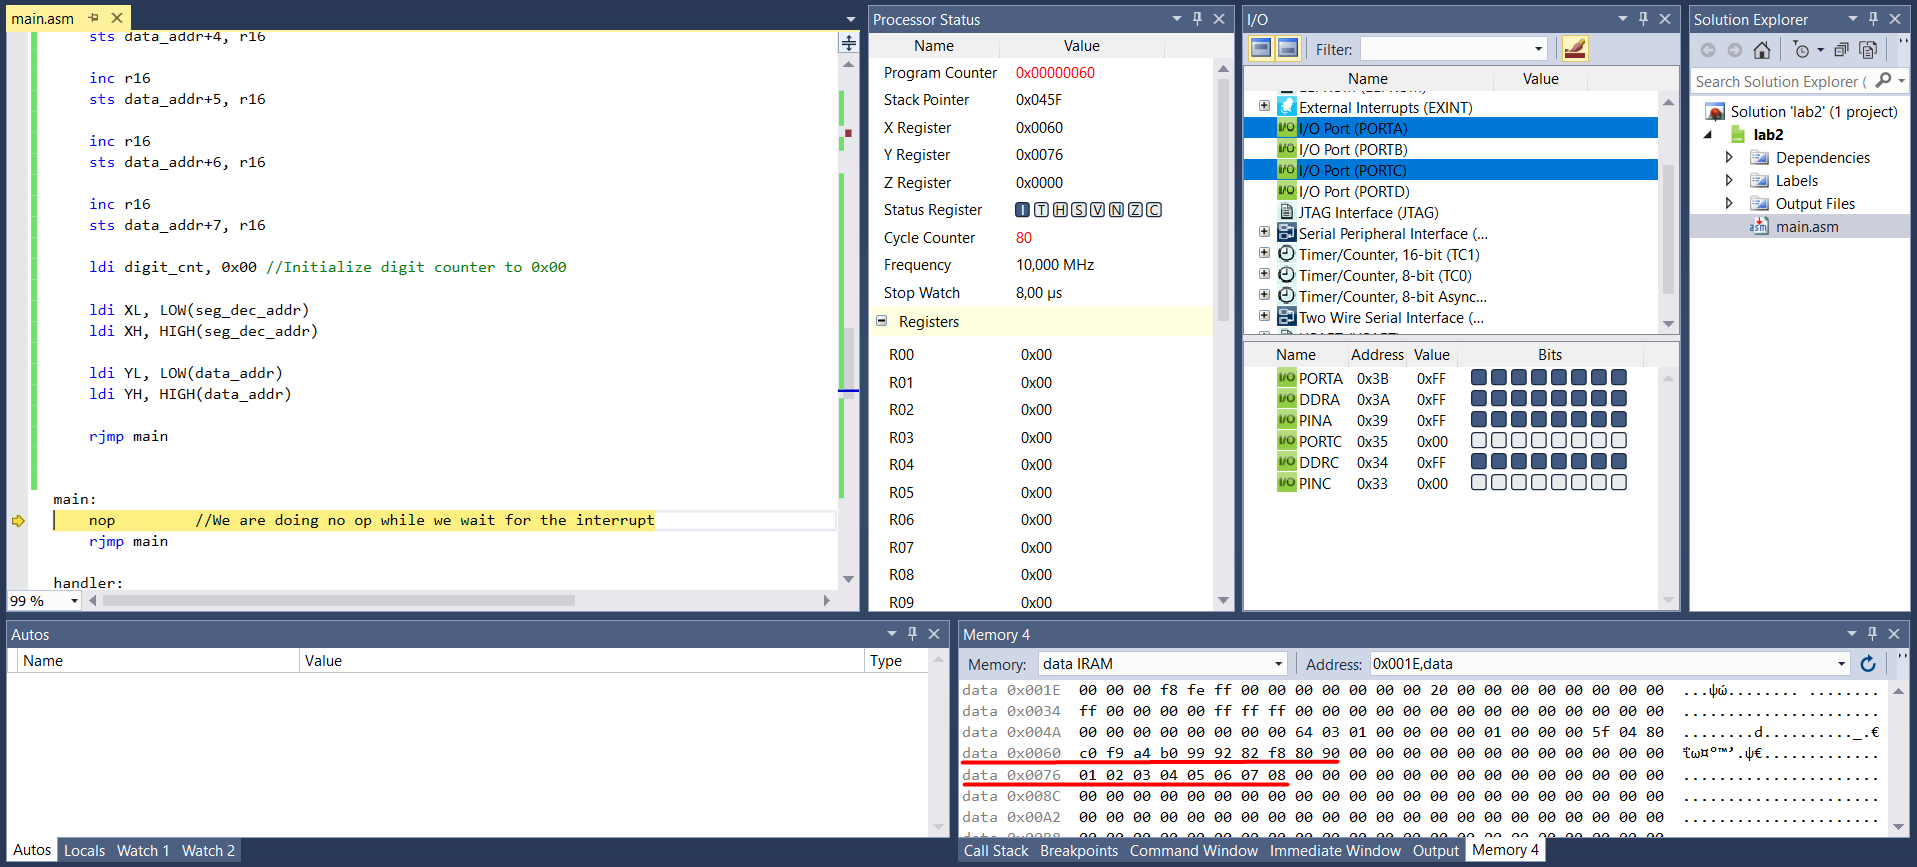 main.asm
sts data_addr+4, r16
inc r16
sts data_addr+5, r16
inc r16
sts data_addr+6, r16
inc r16
sts data_addr+7, r16
ldi digit_cnt, 0x00 //Initialize digit counter to 0x00
ldi XL, LOW(seg_dec_addr)
ldi XH, HIGH(seg_dec_addr)
ldi YL, LOW(data_addr)
ldi YH, HIGH(data_addr)
rjmp main
main:
nop //We are doing no op while we wait for the interrupt
rjmp main
handler:
99 %
Processor Status
Name Value
Program Counter 0x00000060
Stack Pointer 0x045F
X Register 0x0060
Y Register 0x0076
Z Register 0x0000
Status Register I T H S V N Z C
Cycle Counter 80
Frequency 10,000 MHz
Stop Watch 8,00 µs
Registers
R00 0x00
R01 0x00
R02 0x00
R03 0x00
R04 0x00
R05 0x00
R06 0x00
R07 0x00
R08 0x00
R09 0x00
I/O
Filter:
Name Value
External Interrupts (EXINT)
I/O Port (PORTA)
I/O Port (PORTB)
I/O Port (PORTC)
I/O Port (PORTD)
JTAG Interface (JTAG)
Serial Peripheral Interface (...
Timer/Counter, 16-bit (TC1)
Timer/Counter, 8-bit (TC0)
Timer/Counter, 8-bit Async...
Two Wire Serial Interface (...
Name Address Value Bits
I/O PORTA 0x3B 0xFF
I/O DDRA 0x3A 0xFF
I/O PINA 0x39 0xFF
I/O PORTC 0x35 0x00
I/O DDRC 0x34 0xFF
I/O PINC 0x33 0x00
Solution Explorer
Search Solution Explorer (
Solution 'lab2' (1 project)
lab2
Dependencies
Labels
Output Files
main.asm
Autos
Name Value Type
Autos Locals Watch 1 Watch 2
Memory 4
Memory: data IRAM Address: 0x001E,data
data 0x001E 00 00 00 f8 fe ff 00 00 00 00 00 00 00 20 00 00 00 00 00 00 00 00 ...ψώ........ ........
data 0x0034 ff 00 00 00 00 ff ff ff 00 00 00 00 00 00 00 00 00 00 00 00 00 00 ......................
data 0x004A 00 00 00 00 00 00 00 00 64 03 01 00 00 00 00 01 00 00 00 5f 04 80 ........d.........._.€
data 0x0060 c0 f9 a4 b0 99 92 82 f8 80 90 00 00 00 00 00 00 00 00 00 00 00 00 ΐω¤°™’.ψ€.............
data 0x0076 01 02 03 04 05 06 07 08 00 00 00 00 00 00 00 00 00 00 00 00 00 00 ......................
data 0x008C 00 00 00 00 00 00 00 00 00 00 00 00 00 00 00 00 00 00 00 00 00 00 ......................
data 0x00A2 00 00 00 00 00 00 00 00 00 00 00 00 00 00 00 00 00 00 00 00 00 00 ......................
Call Stack Breakpoints Command Window Immediate Window Output Memory 4